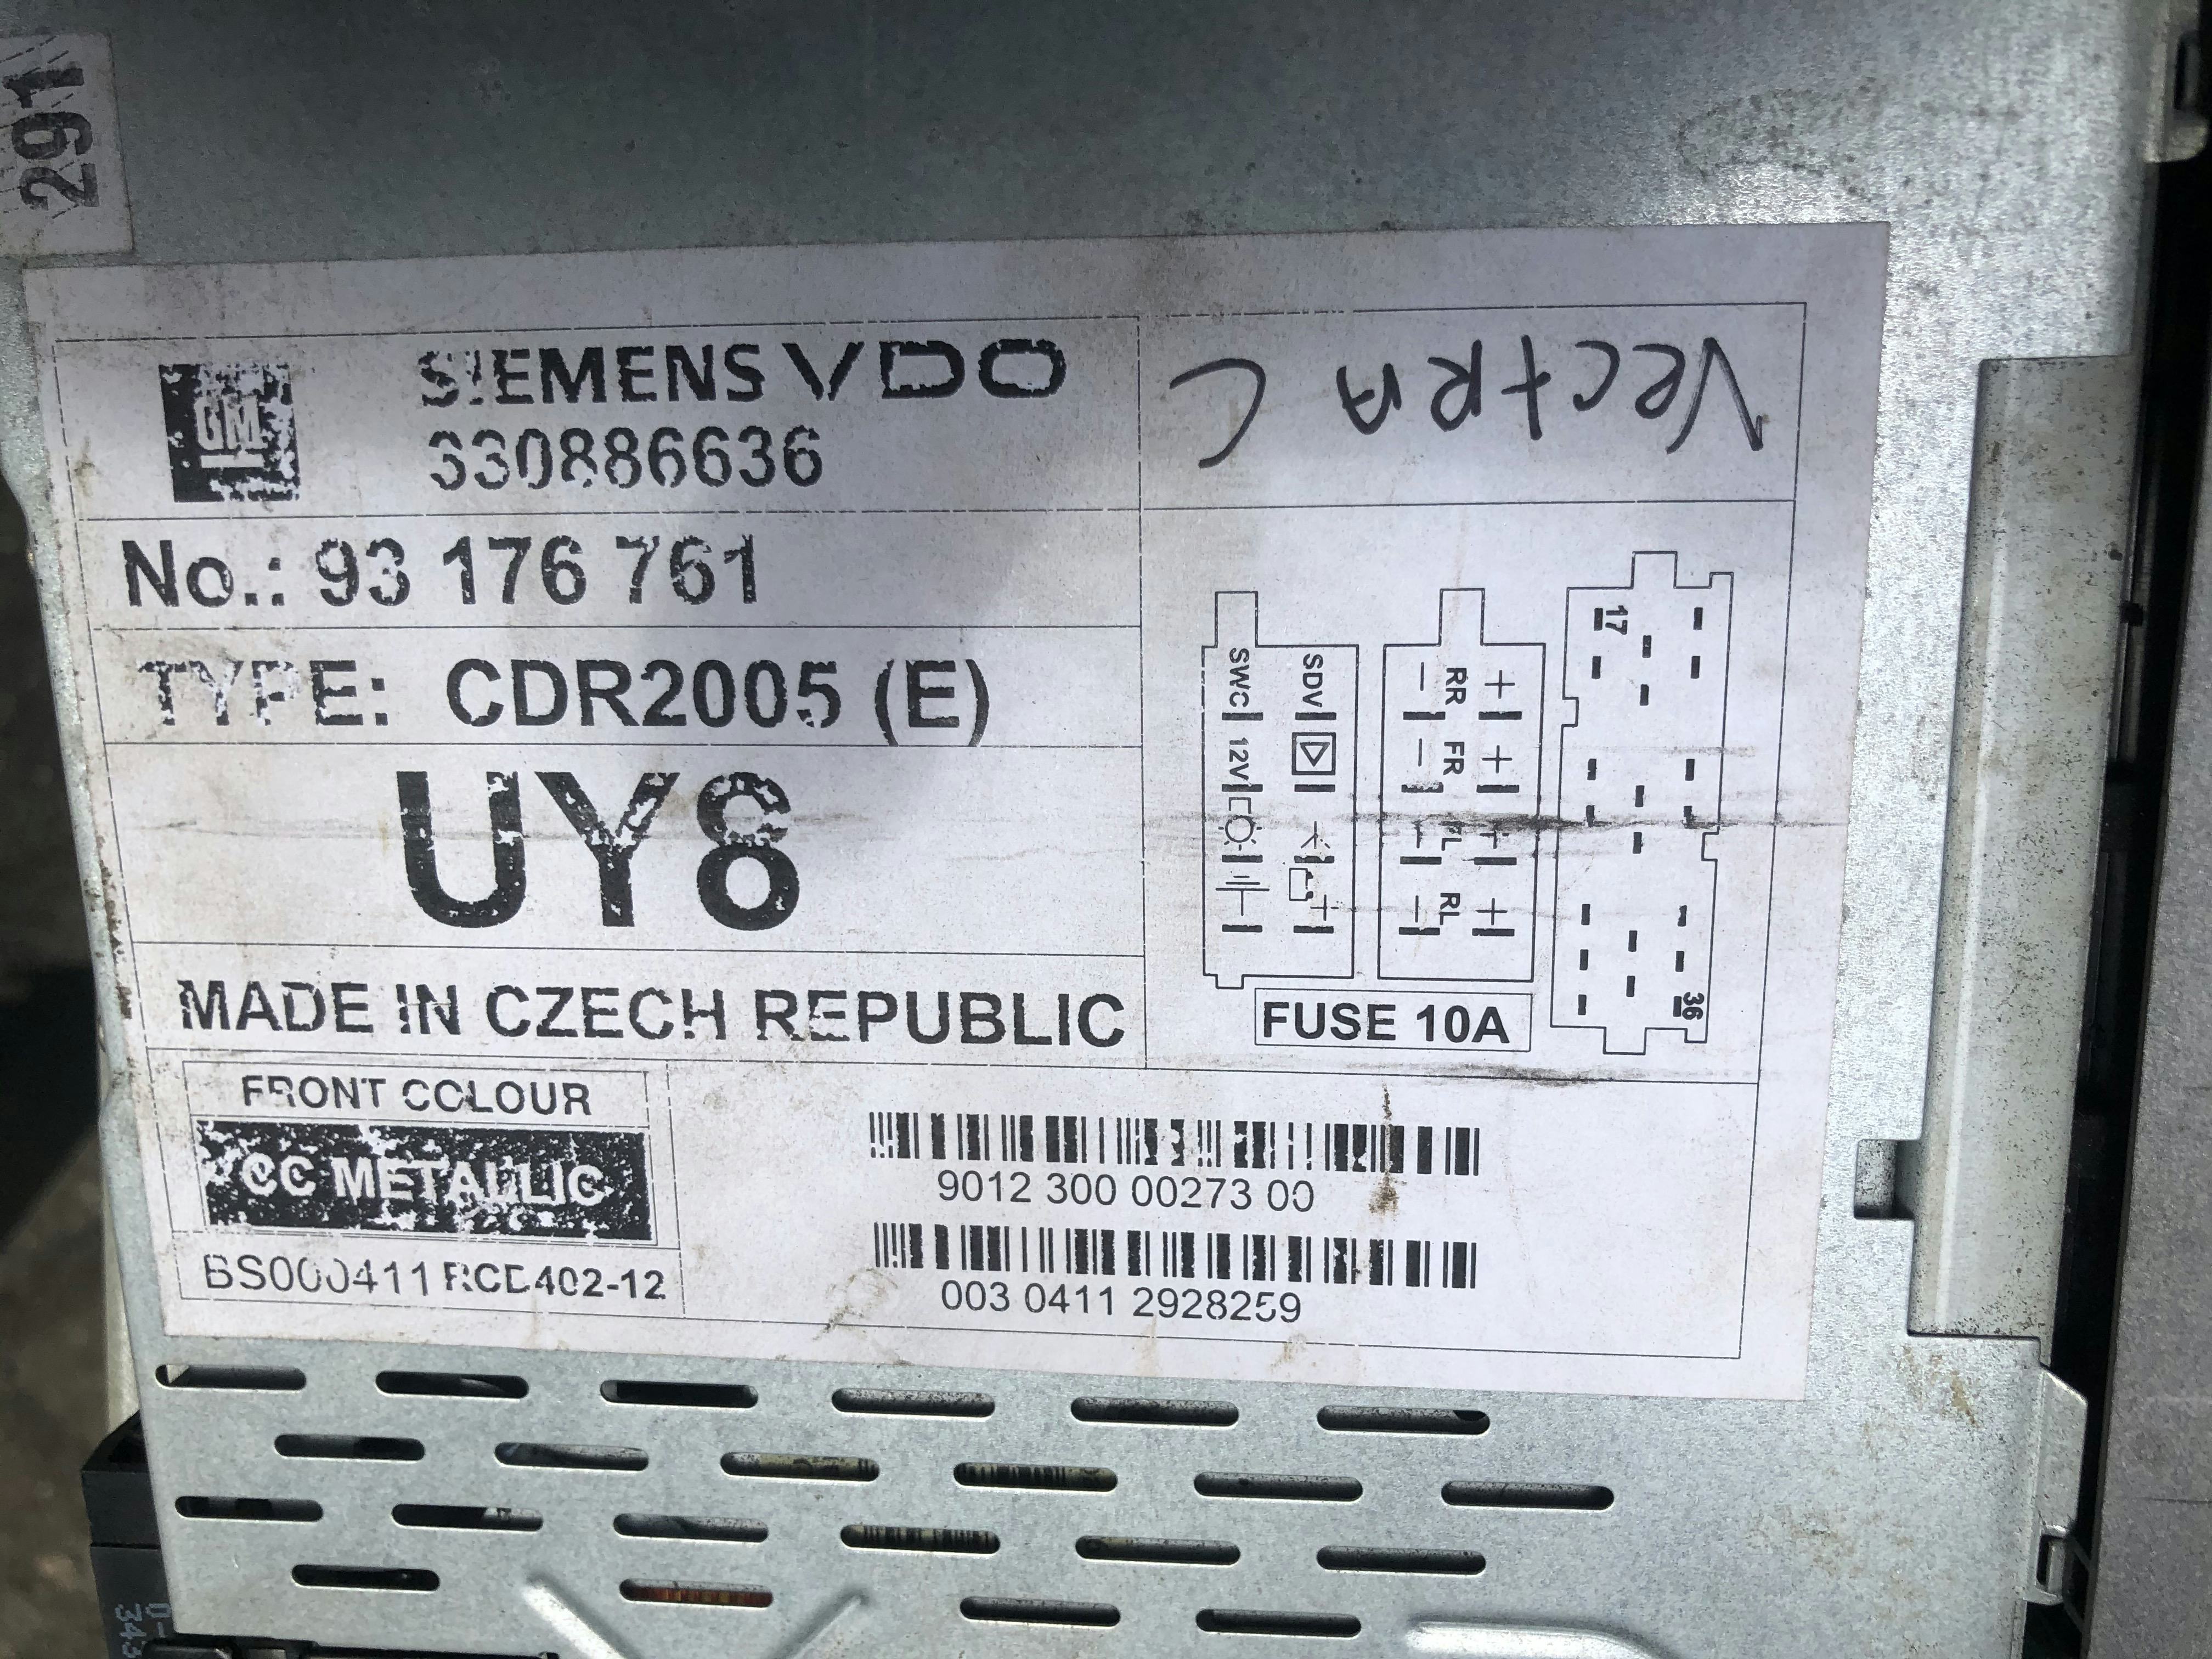 291
GM
SIEMENS VDO
330886636
No.: 93 176 761
TYPE: CDR2005 (E)
UY8
MADE IN CZECH REPUBLIC
FRONT COLOUR
CC METALLIC
BS000411 RCD402-12
Vectra C
SDV
SWC 12V
+ + + +
RR FR FL RL
- - - -
17
36
FUSE 10A
9012 300 00273 00
003 0411 2928259